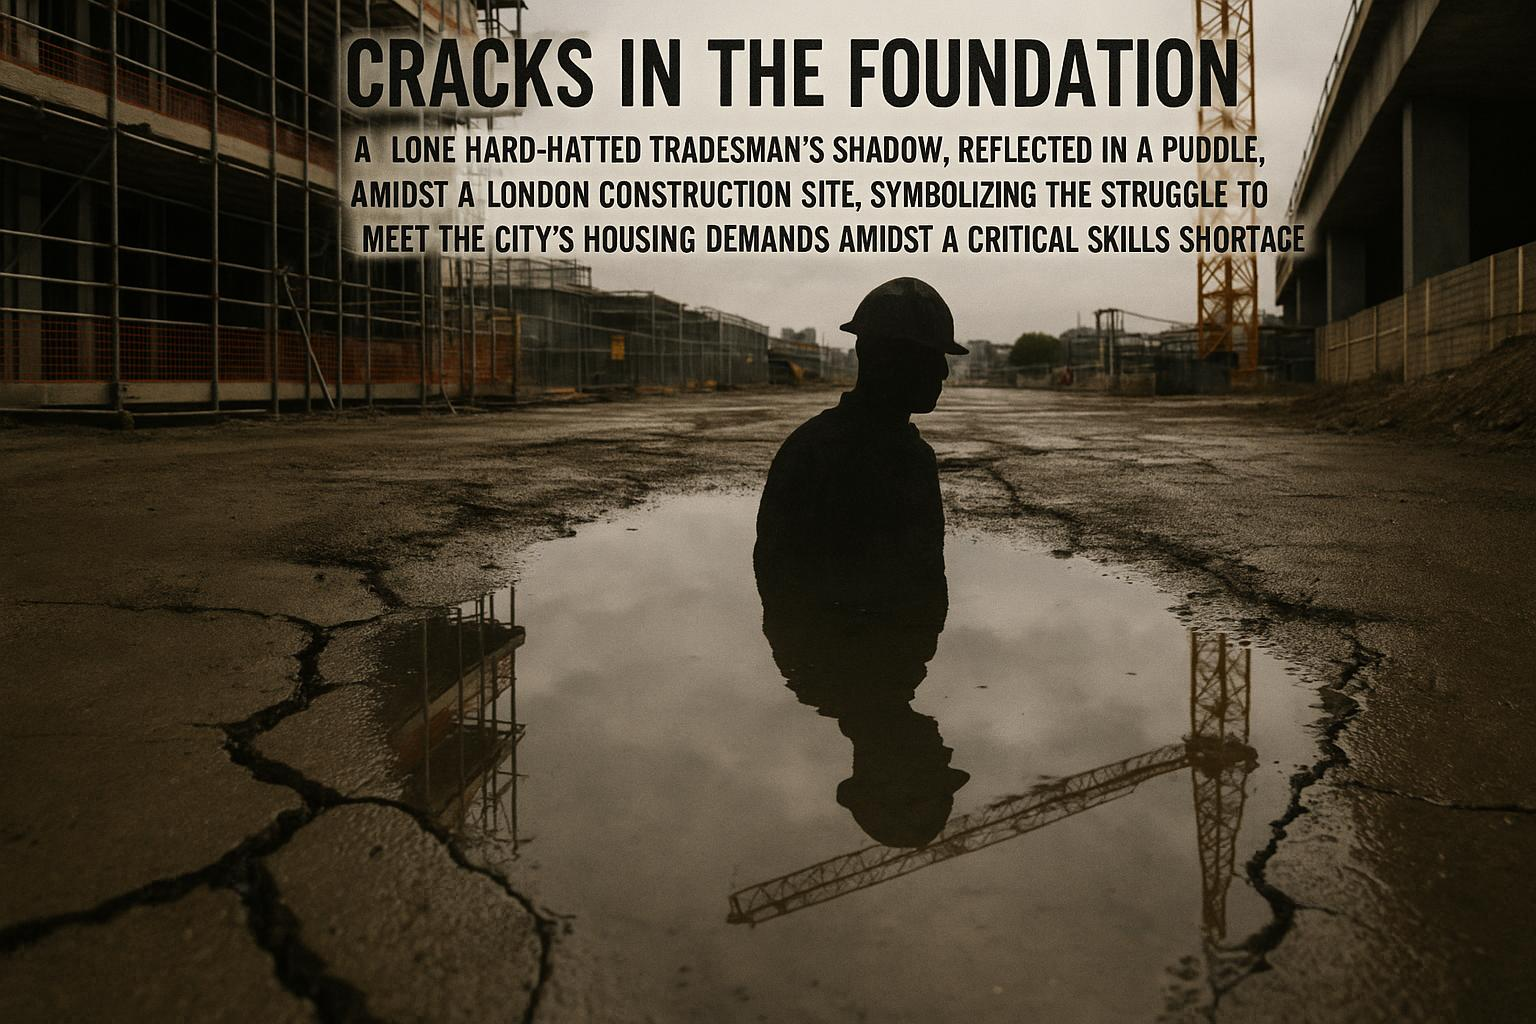 CRACKS IN THE FOUNDATION
A LONE HARD-HATTED TRADESMAN'S SHADOW, REFLECTED IN A PUDDLE,
AMIDST A LONDON CONSTRUCTION SITE, SYMBOLIZING THE STRUGGLE TO
MEET THE CITY'S HOUSING DEMANDS AMIDST A CRITICAL SKILLS SHORTAGE